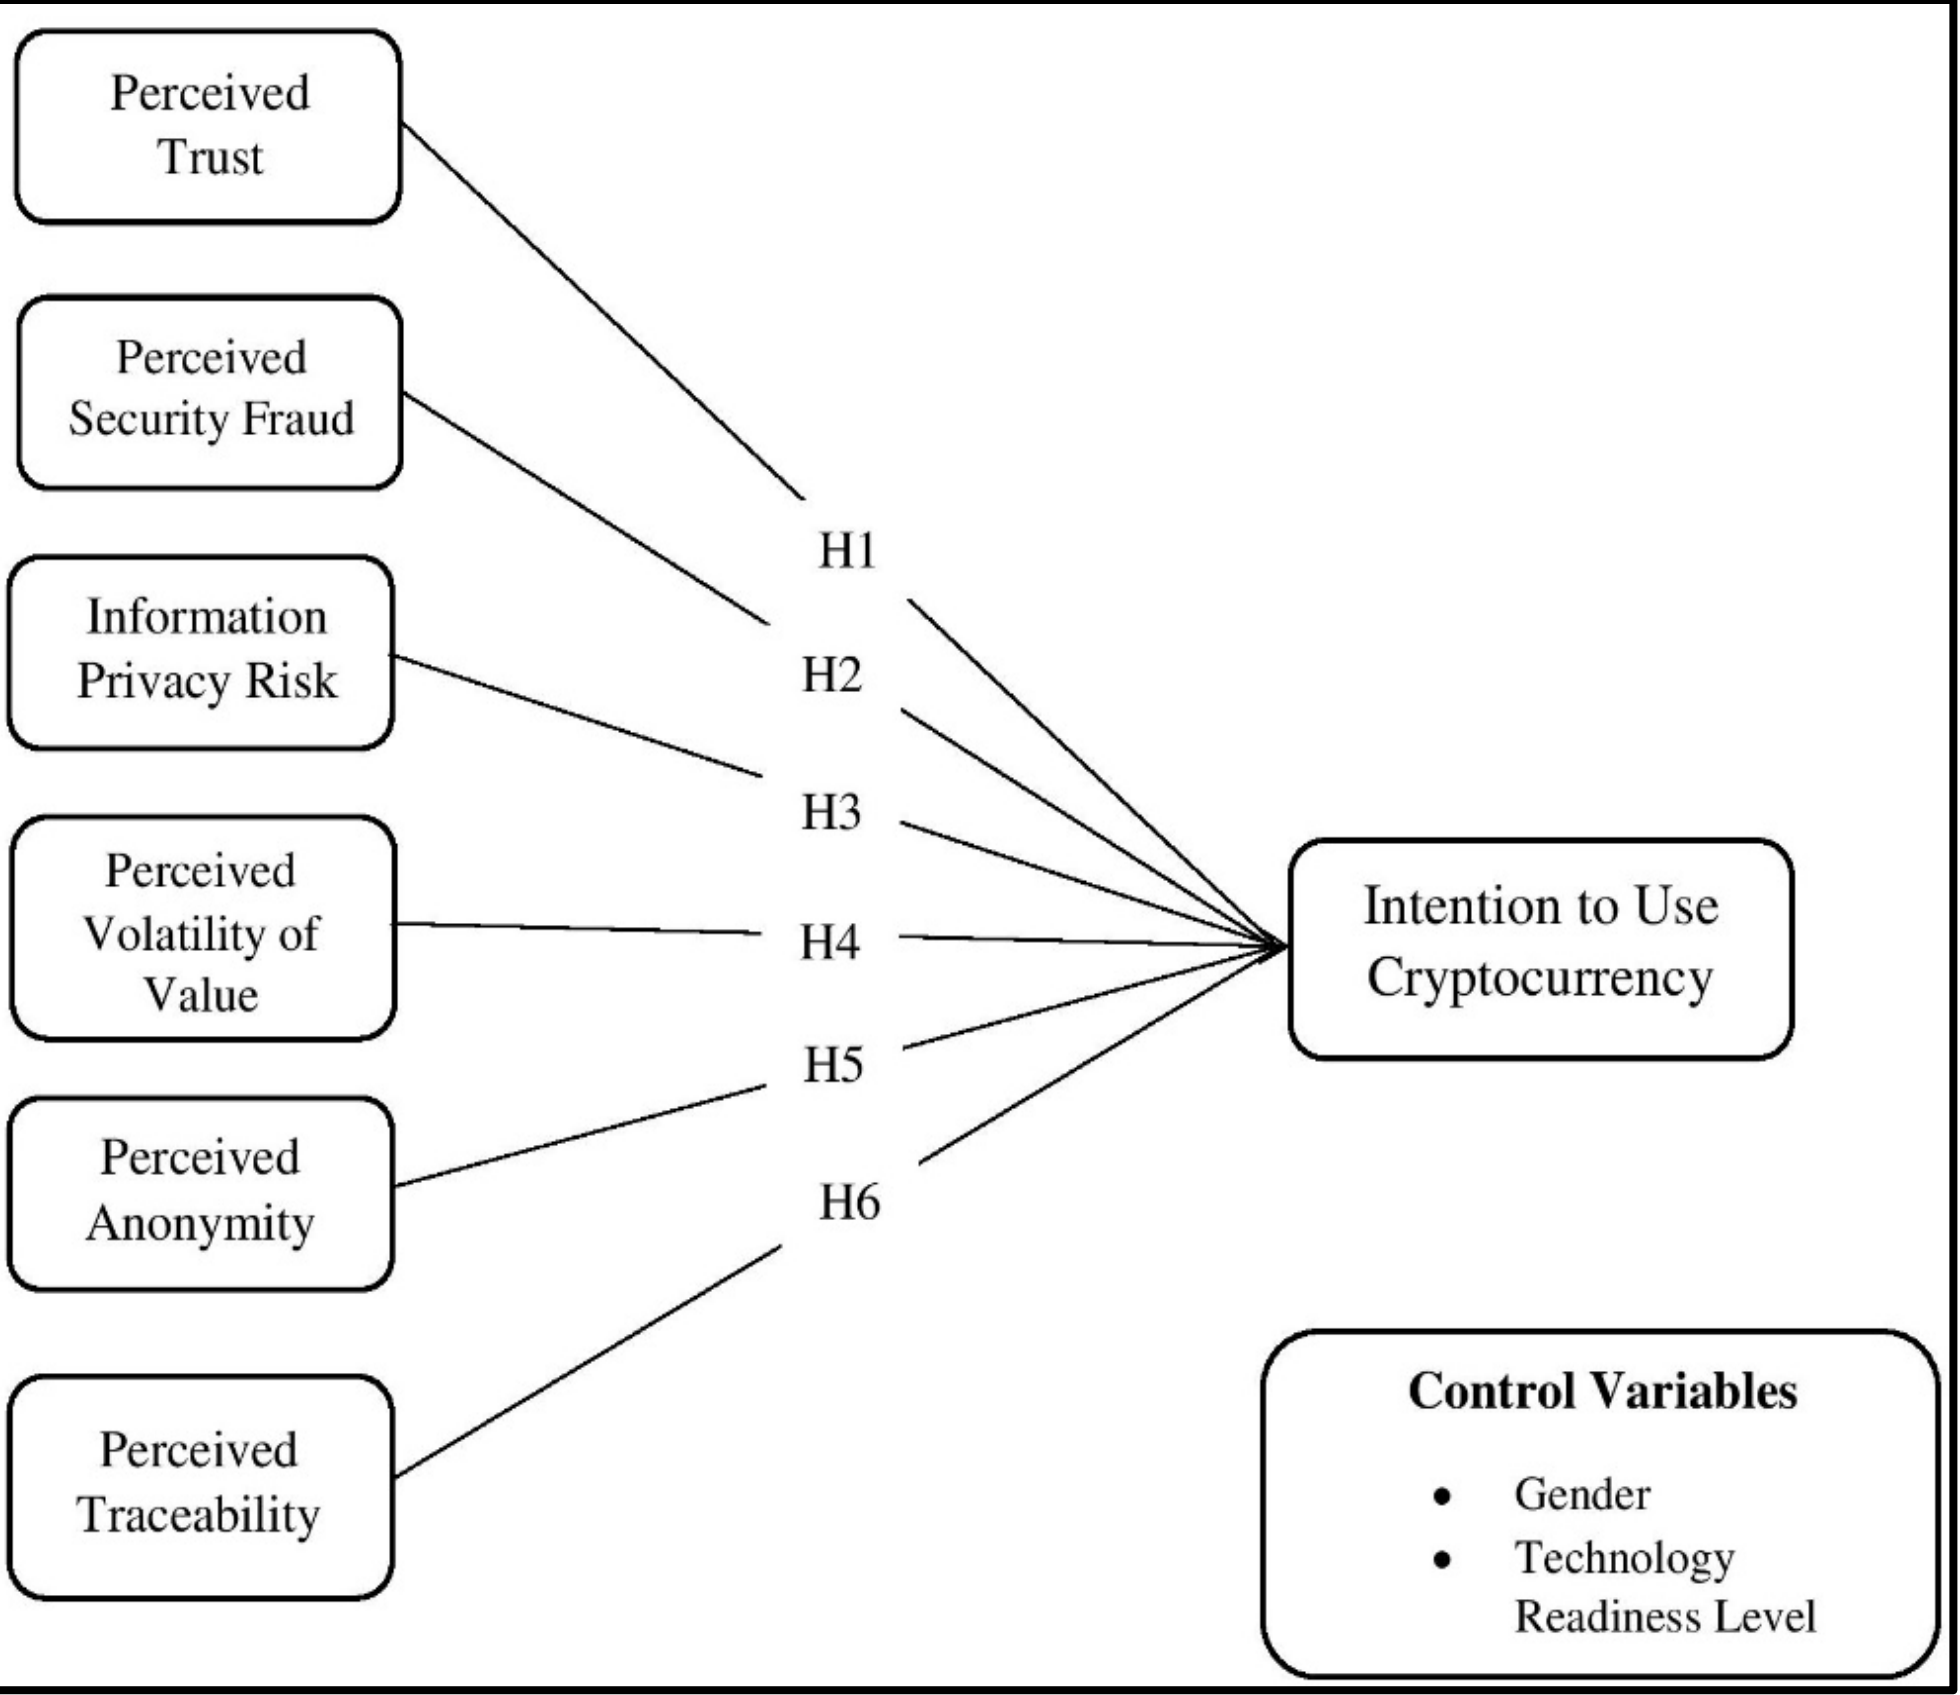 Perceived
Trust
Perceived
Security Fraud
Information
Privacy Risk
Perceived
Volatility of
Value
Perceived
Anonymity
Perceived
Traceability
H1
H2
H3
H4
H5
H6
Intention to Use
Cryptocurrency
Control Variables
• Gender
• Technology
Readiness Level